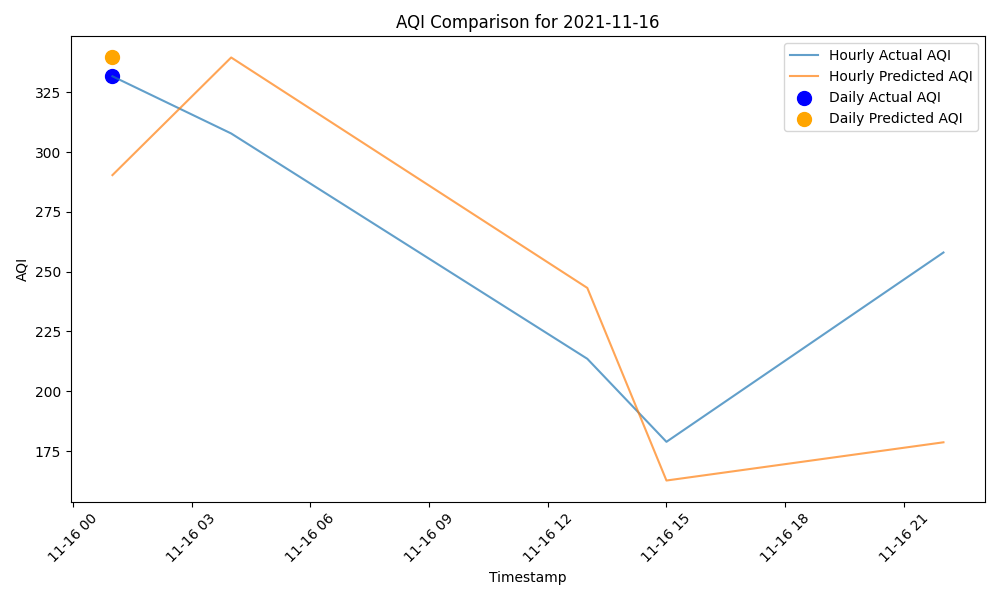 AQI Comparison for 2021-11-16
Hourly Actual AQI
Hourly Predicted AQI
Daily Actual AQI
Daily Predicted AQI
325
300
275
250
225
200
175
AQI
11-16 00
11-16 03
11-16 06
11-16 09
11-16 12
11-16 15
11-16 18
11-16 21
Timestamp